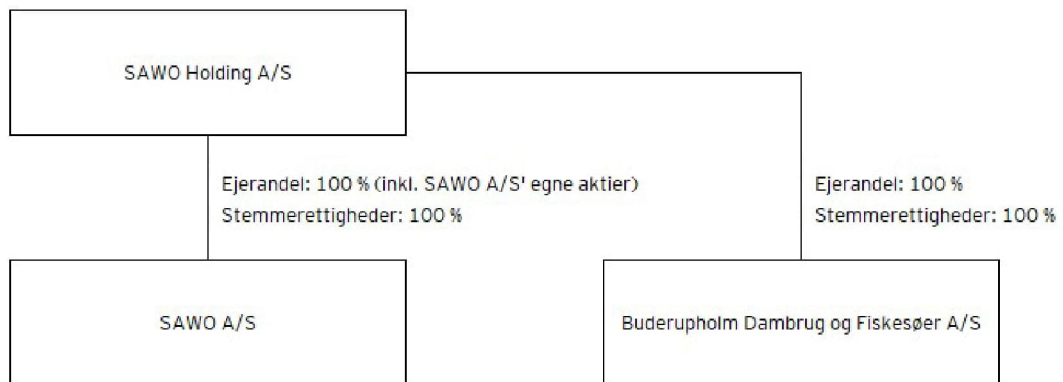 SAWO Holding A/S
Ejerandel: 100 % (inkl. SAWO A/S' egne aktier)
Stemmerettigheder: 100 %
Ejerandel: 100 %
Stemmerettigheder: 100 %
SAWO A/S
Buderupholm Dambrug og Fiskesøer A/S